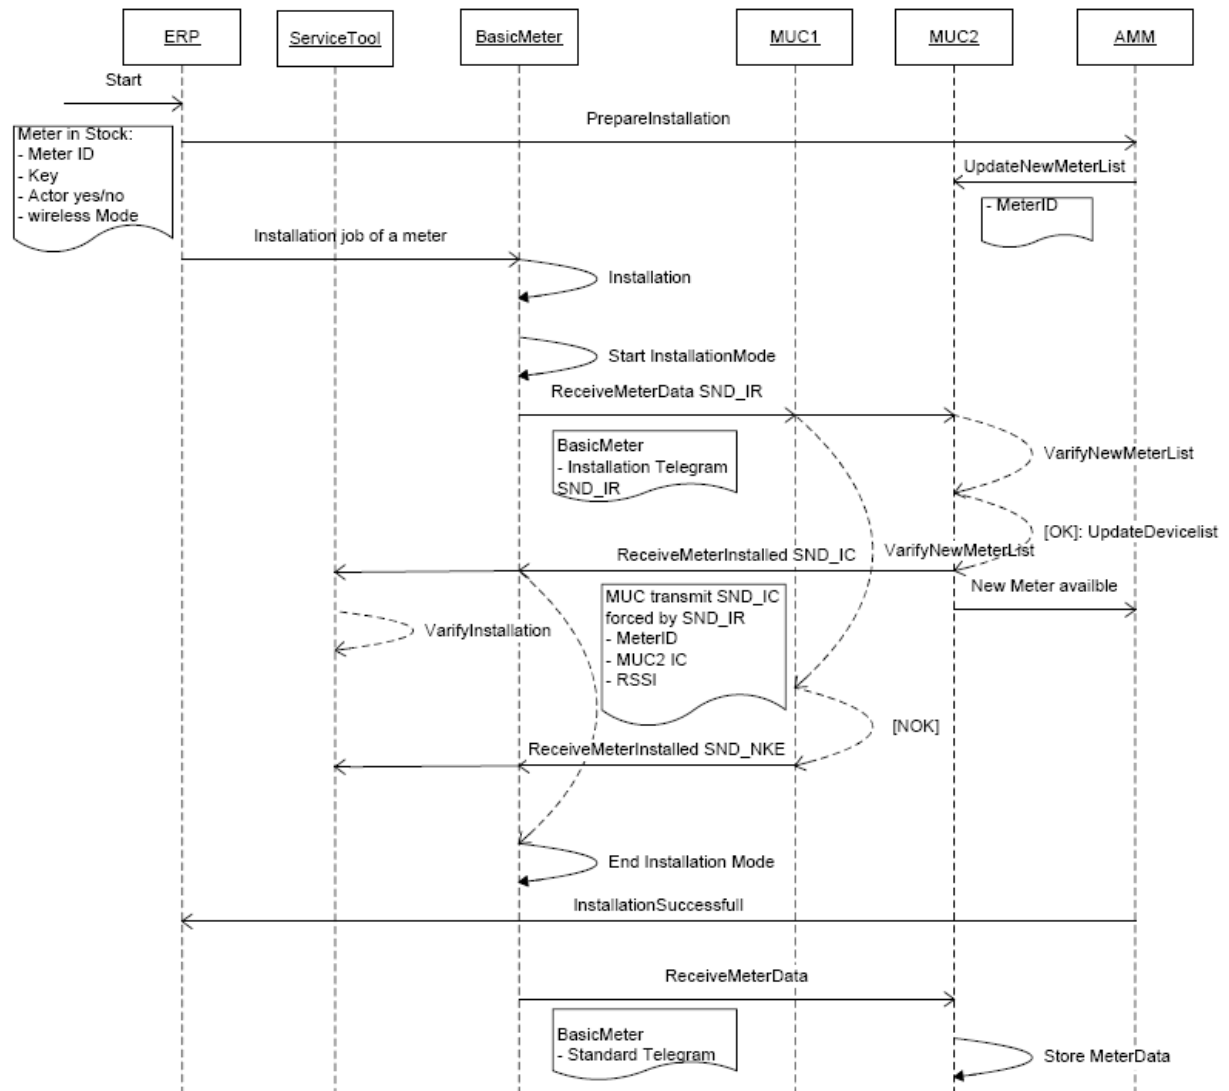 ERP
ServiceTool
BasicMeter
MUC1
MUC2
AMM
Start
PrepareInstallation
Meter in Stock:
- Meter ID
- Key
- Actor yes/no
- wireless Mode
UpdateNewMeterList
- MeterID
Installation job of a meter
Installation
Start InstallationMode
ReceiveMeterData SND_IR
BasicMeter
- Installation Telegram
SND_IR
VarifyNewMeterList
[OK]: UpdateDevicelist
ReceiveMeterInstalled SND_IC
VarifyNewMeterList
New Meter availble
MUC transmit SND_IC
forced by SND_IR
- MeterID
- MUC2 IC
- RSSI
VarifyInstallation
[NOK]
ReceiveMeterInstalled SND_NKE
End Installation Mode
InstallationSuccessfull
ReceiveMeterData
BasicMeter
- Standard Telegram
Store MeterData